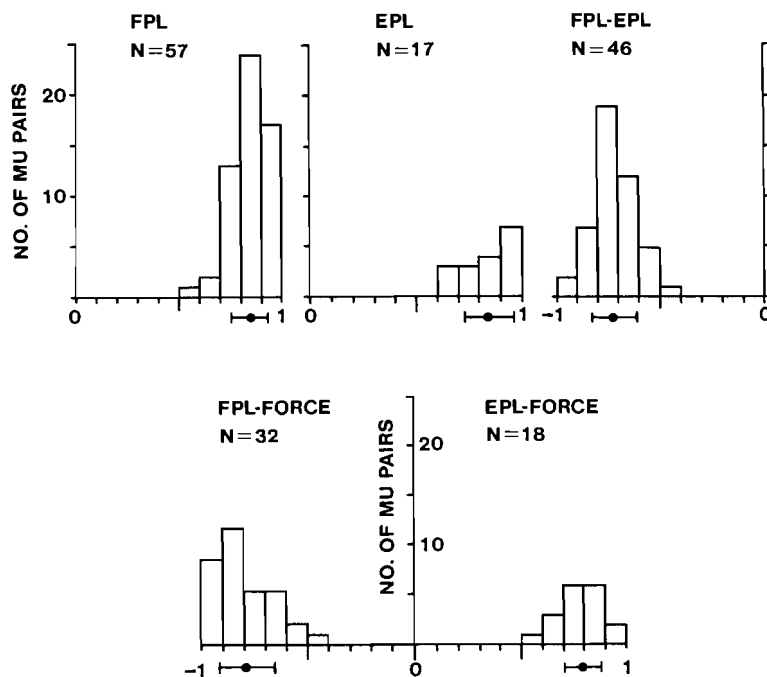 FPL
N=57
EPL
N=17
FPL-EPL
N=46
NO. OF MU PAIRS
20
10
0
1
0
1
-1
0
FPL-FORCE
N=32
EPL-FORCE
N=18
NO. OF MU PAIRS
20
10
-1
0
1